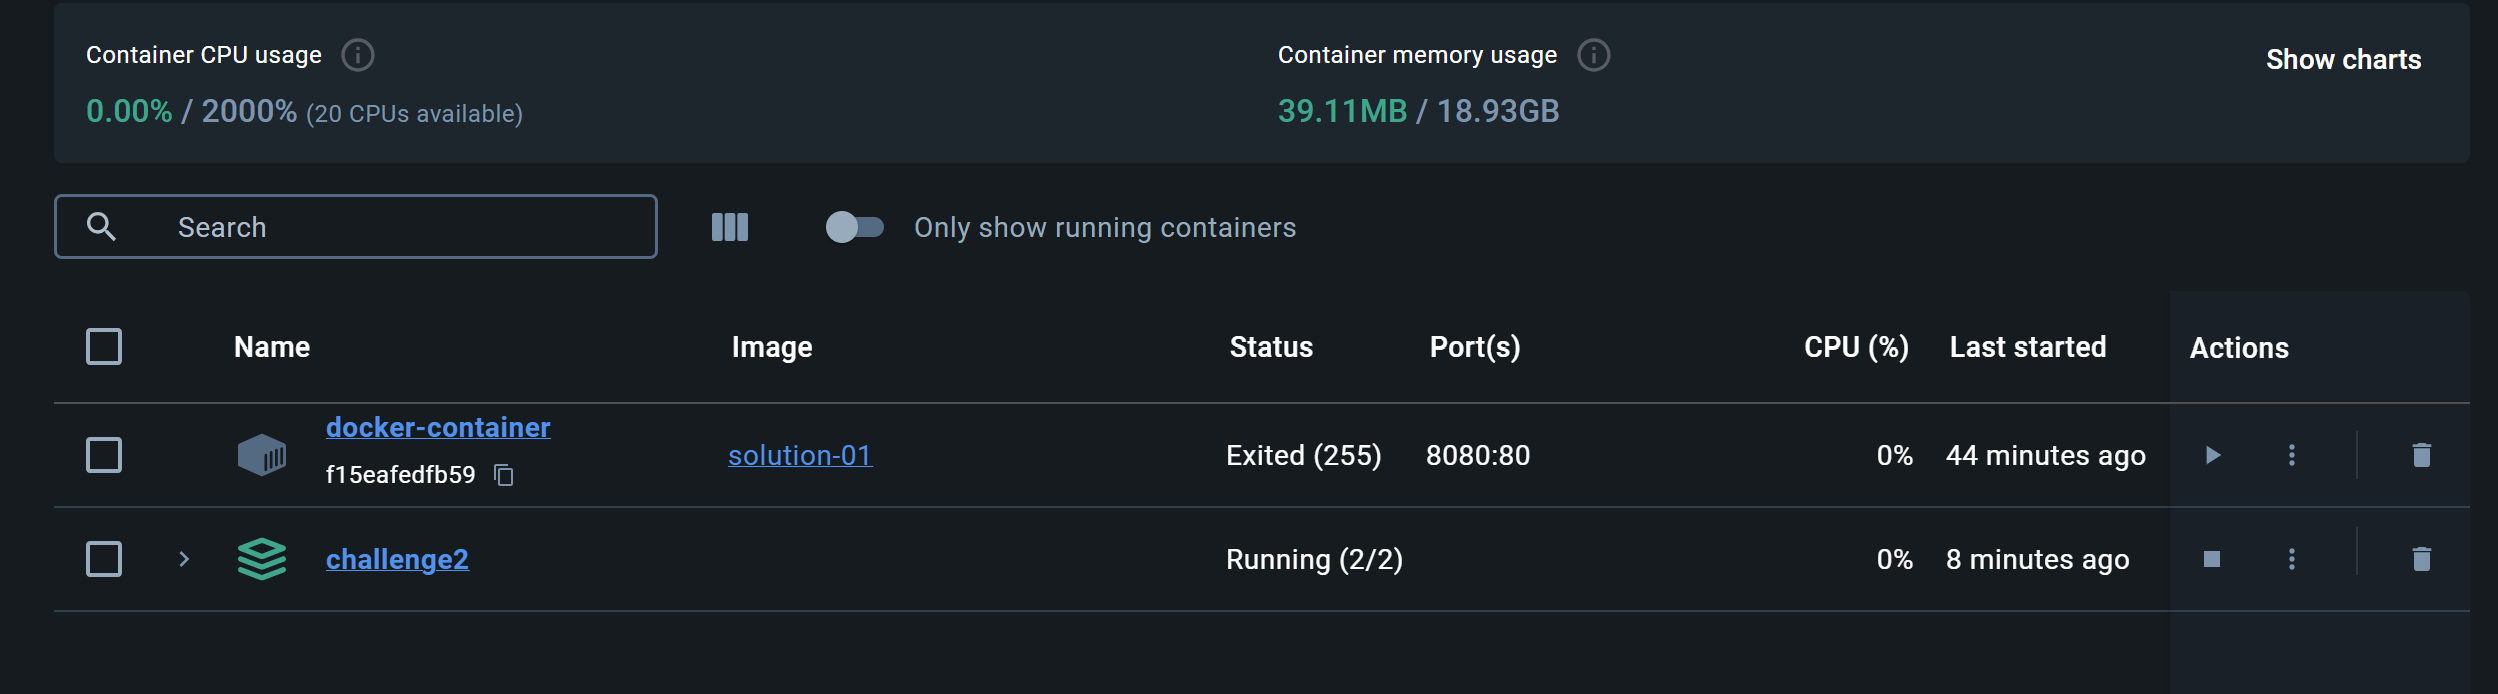 Container CPU usage
0.00% / 2000% (20 CPUs available)
Container memory usage
39.11MB / 18.93GB
Show charts
Search
Only show running containers
Name Image Status Port(s) CPU (%) Last started Actions
docker-container
f15eafedfb59
solution-01 Exited (255) 8080:80 0% 44 minutes ago
challenge2 Running (2/2) 0% 8 minutes ago